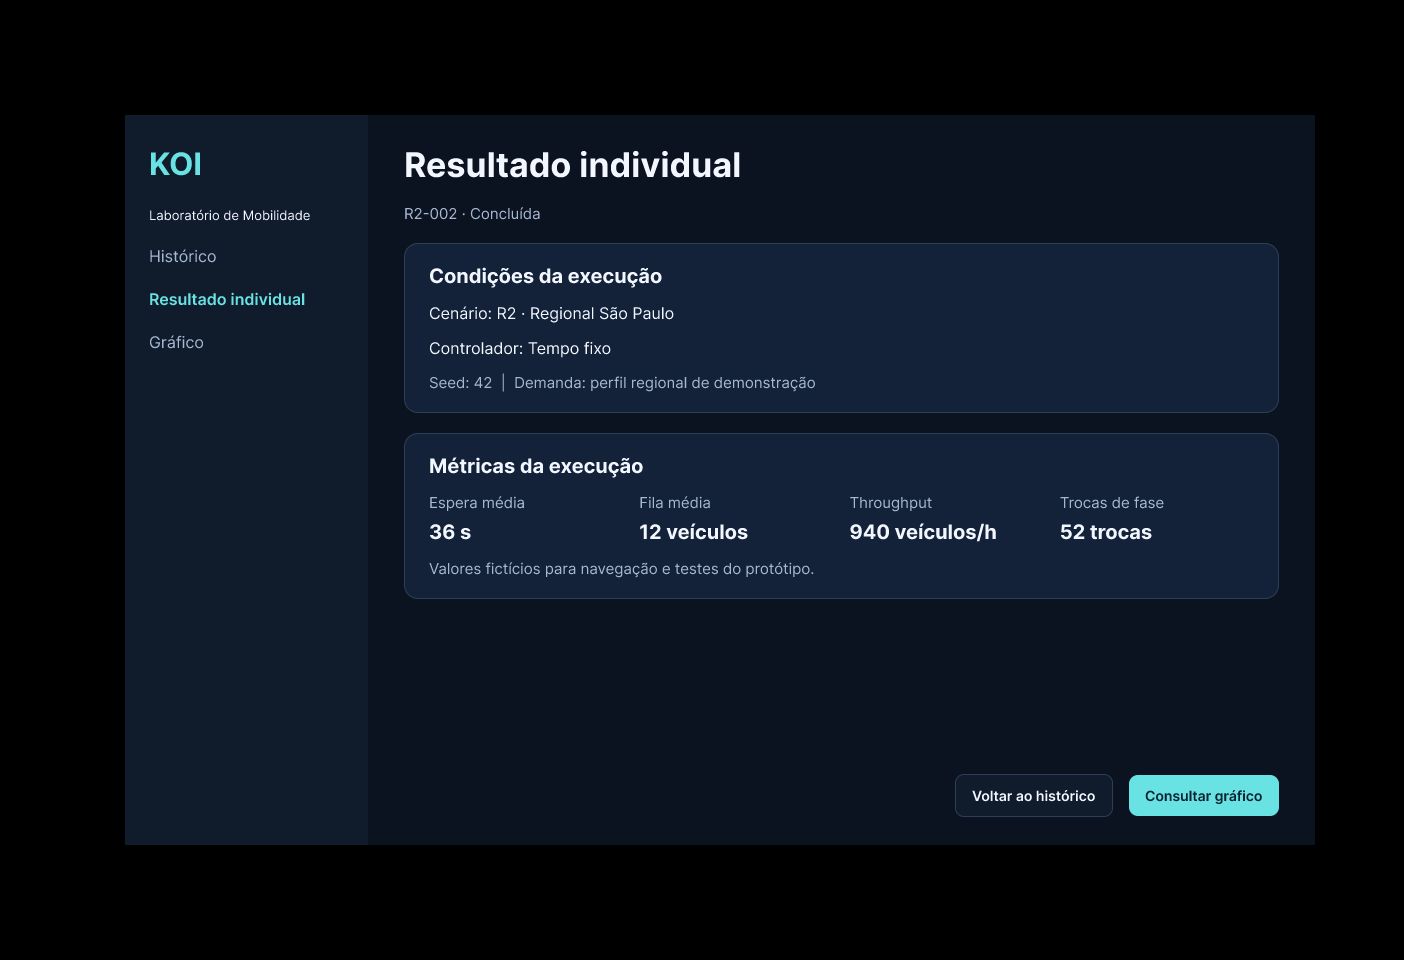 KOI
Laboratório de Mobilidade
Histórico
Resultado individual
Gráfico
Resultado individual
R2-002 · Concluída
Condições da execução
Cenário: R2 · Regional São Paulo
Controlador: Tempo fixo
Seed: 42 | Demanda: perfil regional de demonstração
Métricas da execução
Espera média
36 s
Fila média
12 veículos
Throughput
940 veículos/h
Trocas de fase
52 trocas
Valores fictícios para navegação e testes do protótipo.
Voltar ao histórico
Consultar gráfico